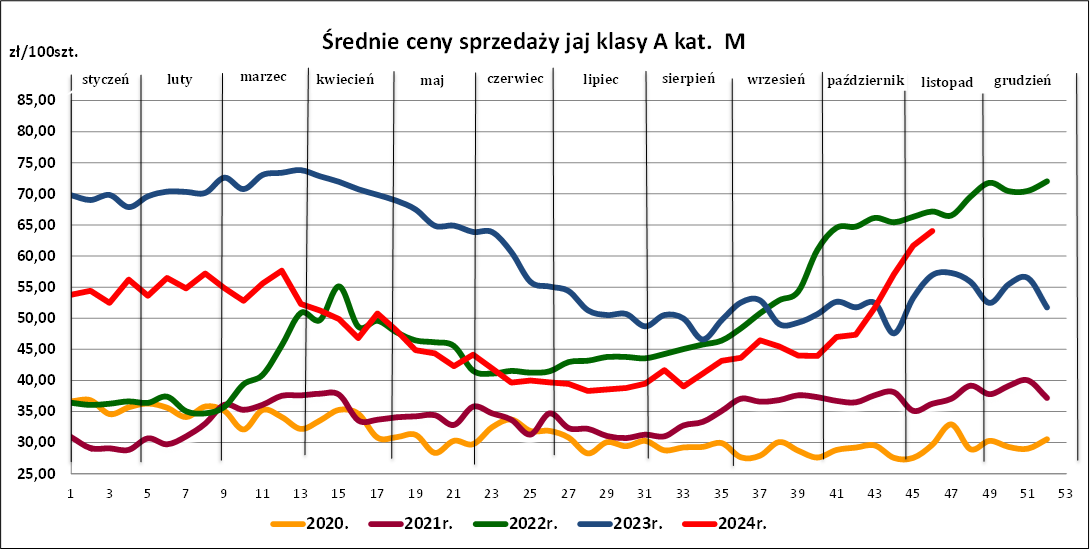 Średnie ceny sprzedaży jaj klasy A kat. M
zł/100szt.
styczeń luty marzec kwiecień maj czerwiec lipiec sierpień wrzesień październik listopad grudzień
85,00
80,00
75,00
70,00
65,00
60,00
55,00
50,00
45,00
40,00
35,00
30,00
25,00
1 3 5 7 9 11 13 15 17 19 21 23 25 27 29 31 33 35 37 39 41 43 45 47 49 51 53
2020. 2021r. 2022r. 2023r. 2024r.